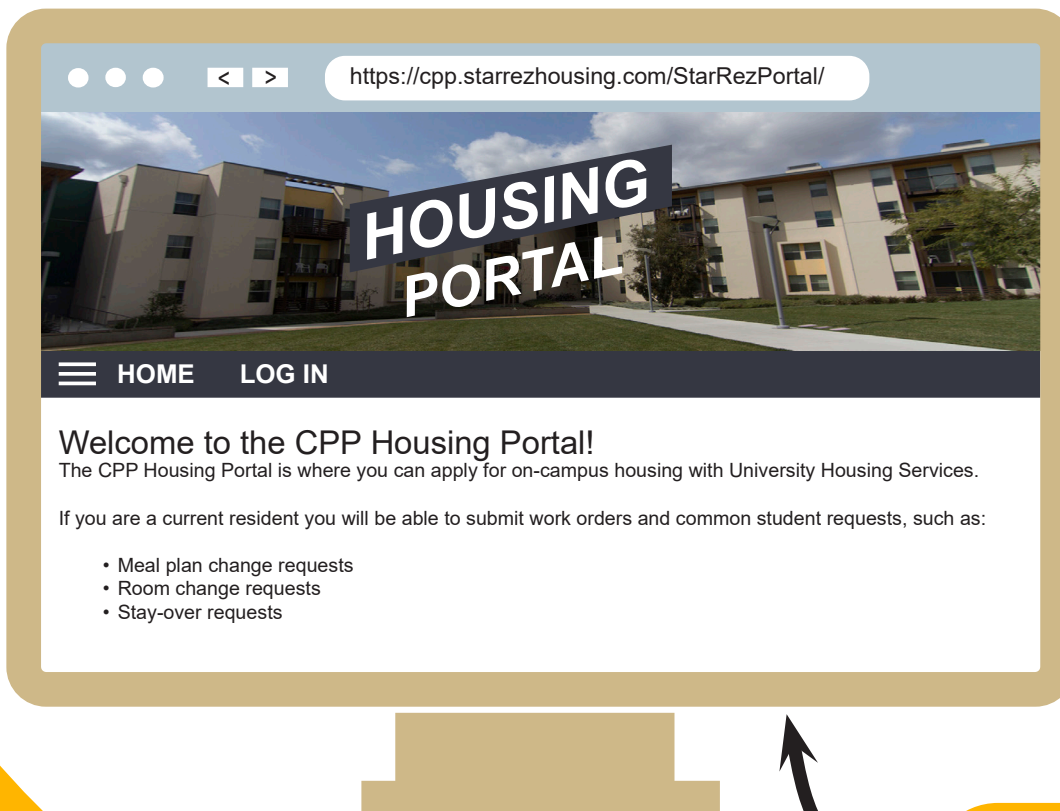 < >
https://cpp.starrezhousing.com/StarRezPortal/
HOUSING
PORTAL
HOME LOG IN
Welcome to the CPP Housing Portal!
The CPP Housing Portal is where you can apply for on-campus housing with University Housing Services.
If you are a current resident you will be able to submit work orders and common student requests, such as:
• Meal plan change requests
• Room change requests
• Stay-over requests